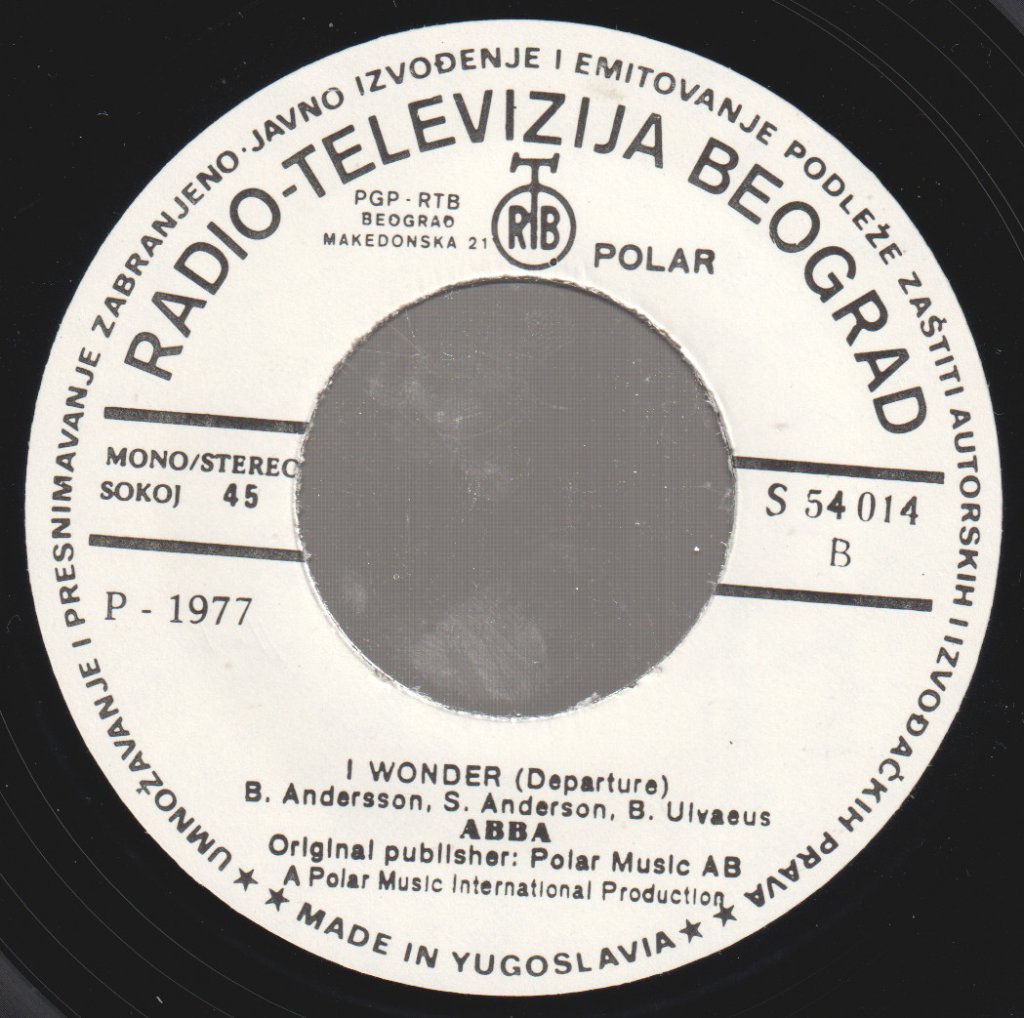 UMNOŽAVANJE I PRESNIMAVANJE ZABRANJENO · JAVNO IZVOĐENJE I EMITOVANJE PODLEŽE ZAŠTITI AUTORSKIH I IZVOĐAČKIH PRAVA
RADIO-TELEVIZIJA BEOGRAD
PGP-RTB
BEOGRAD
MAKEDONSKA 21
RTB
POLAR
MONO/STEREO
SOKOJ 45
S 54 014
B
P - 1977
I WONDER (Departure)
B. Andersson, S. Anderson, B. Ulvaeus
ABBA
Original publisher: Polar Music AB
A Polar Music International Production
★ ★ MADE IN YUGOSLAVIA ★ ★